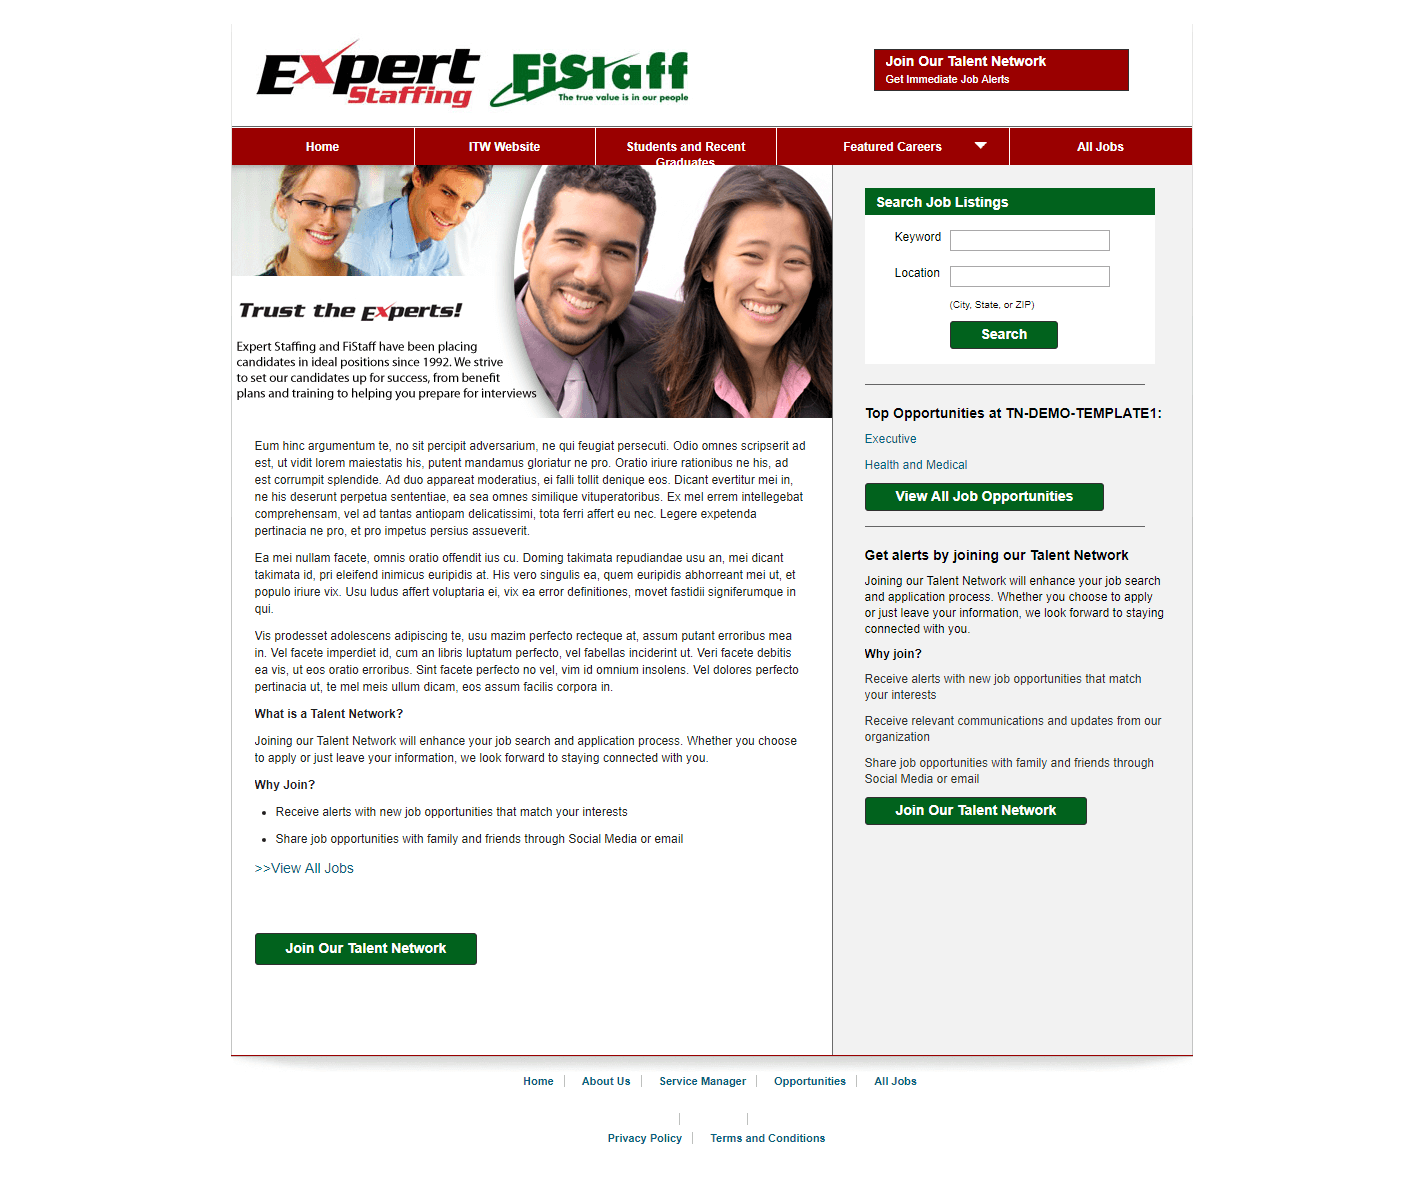 Expert
Staffing
FiStaff
The true value is in our people
Join Our Talent Network
Get Immediate Job Alerts
Home
ITW Website
Students and Recent
Graduates
Featured Careers
All Jobs
Trust the Experts!
Expert Staffing and FiStaff have been placing
candidates in ideal positions since 1992. We strive
to set our candidates up for success, from benefit
plans and training to helping you prepare for interviews
Eum hinc argumentum te, no sit percipit adversarium, ne qui feugiat persecuti. Odio omnes scripserit ad
est, ut vidit lorem maiestatis his, putent mandamus gloriatur ne pro. Oratio iriure rationibus ne his, ad
est corrumpit splendide. Ad duo appareat moderatius, ei falli tollit denique eos. Dicant evertitur mei in,
ne his deserunt perpetua sententiae, ea sea omnes similique vituperatoribus. Ex mel errem intellegebat
comprehensam, vel ad tantas antiopam delicatissimi, tota ferri affert eu nec. Legere expetenda
pertinacia ne pro, et pro impetus persius assueverit.
Ea mei nullam facete, omnis oratio offendit ius cu. Doming takimata repudiandae usu an, mei dicant
takimata id, pri eleifend inimicus euripidis at. His vero singulis ea, quem euripidis abhorreant mei ut, et
populo iriure vix. Usu ludus affert voluptaria ei, vix ea error definitiones, movet fastidii signiferumque in
qui.
Vis prodesset adolescens adipiscing te, usu mazim perfecto recteque at, assum putant erroribus mea
in. Vel facete imperdiet id, cum an libris luptatum perfecto, vel fabellas inciderint ut. Veri facete debitis
ea vis, ut eos oratio erroribus. Sint facete perfecto no vel, vim id omnium insolens. Vel dolores perfecto
pertinacia ut, te mel meis ullum dicam, eos assum facilis corpora in.
What is a Talent Network?
Joining our Talent Network will enhance your job search and application process. Whether you choose
to apply or just leave your information, we look forward to staying connected with you.
Why Join?
Receive alerts with new job opportunities that match your interests
Share job opportunities with family and friends through Social Media or email
>>View All Jobs
Join Our Talent Network
Search Job Listings
Keyword
Location
(City, State, or ZIP)
Search
Top Opportunities at TN-DEMO-TEMPLATE1:
Executive
Health and Medical
View All Job Opportunities
Get alerts by joining our Talent Network
Joining our Talent Network will enhance your job search
and application process. Whether you choose to apply
or just leave your information, we look forward to staying
connected with you.
Why join?
Receive alerts with new job opportunities that match
your interests
Receive relevant communications and updates from our
organization
Share job opportunities with family and friends through
Social Media or email
Join Our Talent Network
Home
About Us
Service Manager
Opportunities
All Jobs
Privacy Policy
Terms and Conditions